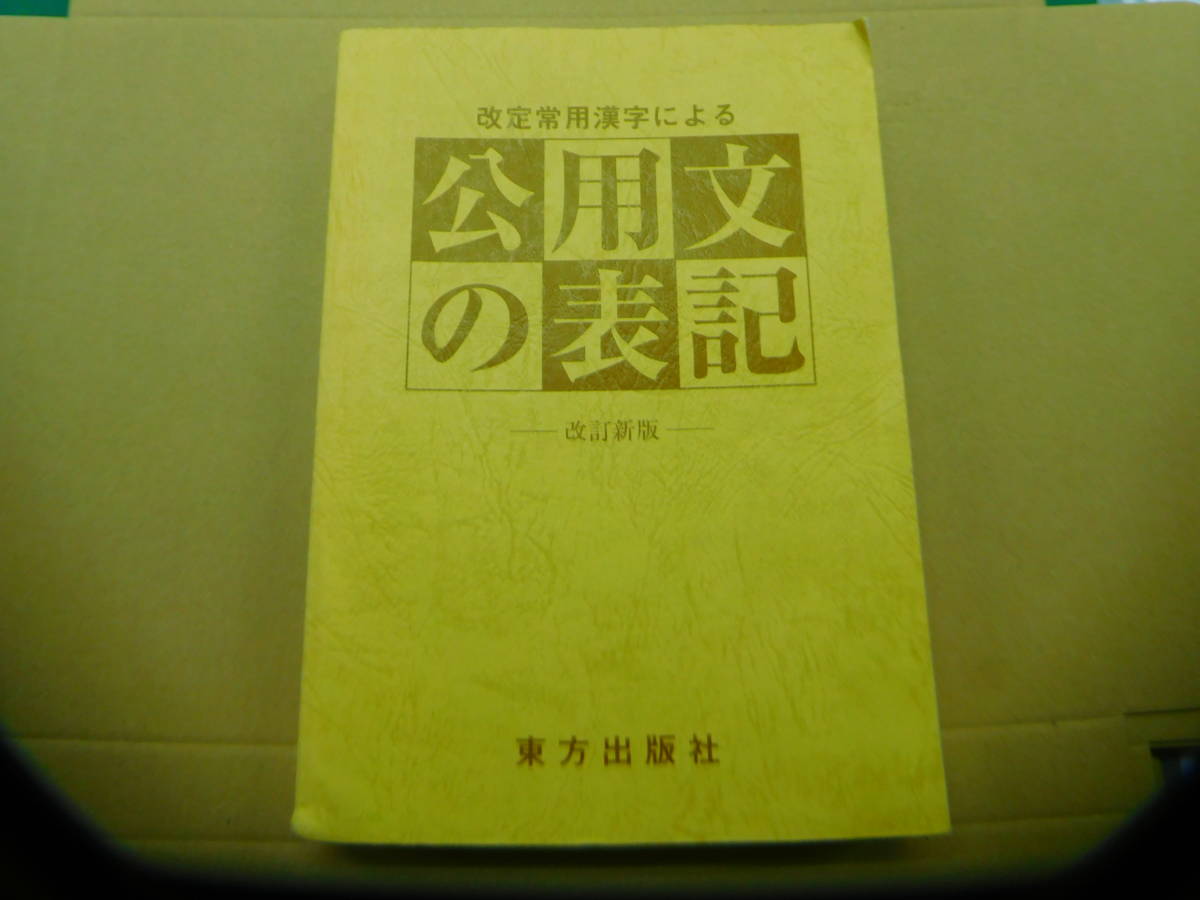 改定常用漢字による
公用文
の表記
―改訂新版―
東方出版社